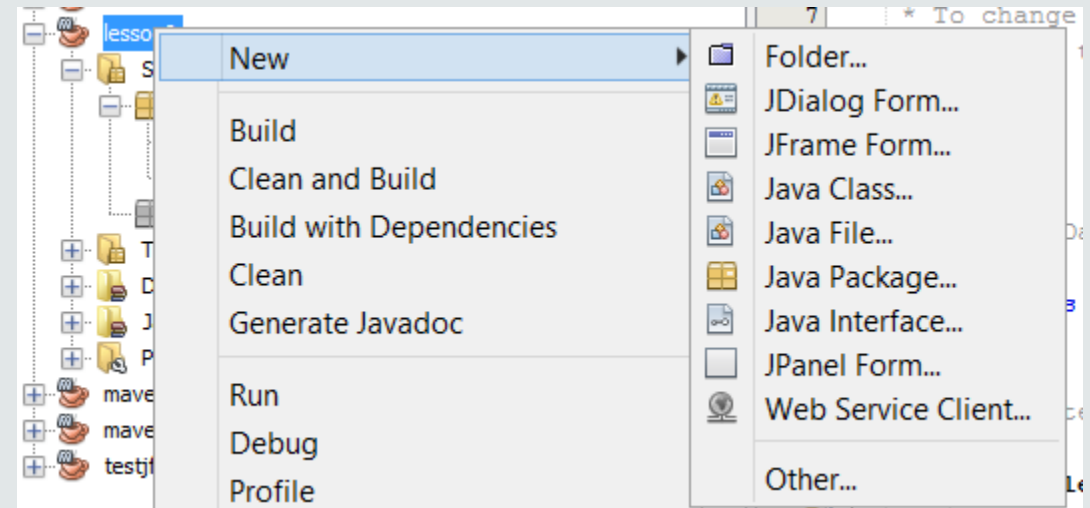 7 * To change
New
Build
Clean and Build
Build with Dependencies
Clean
Generate Javadoc
Run
Debug
Profile
Folder...
JDialog Form...
JFrame Form...
Java Class...
Java File...
Java Package...
Java Interface...
JPanel Form...
Web Service Client...
Other...